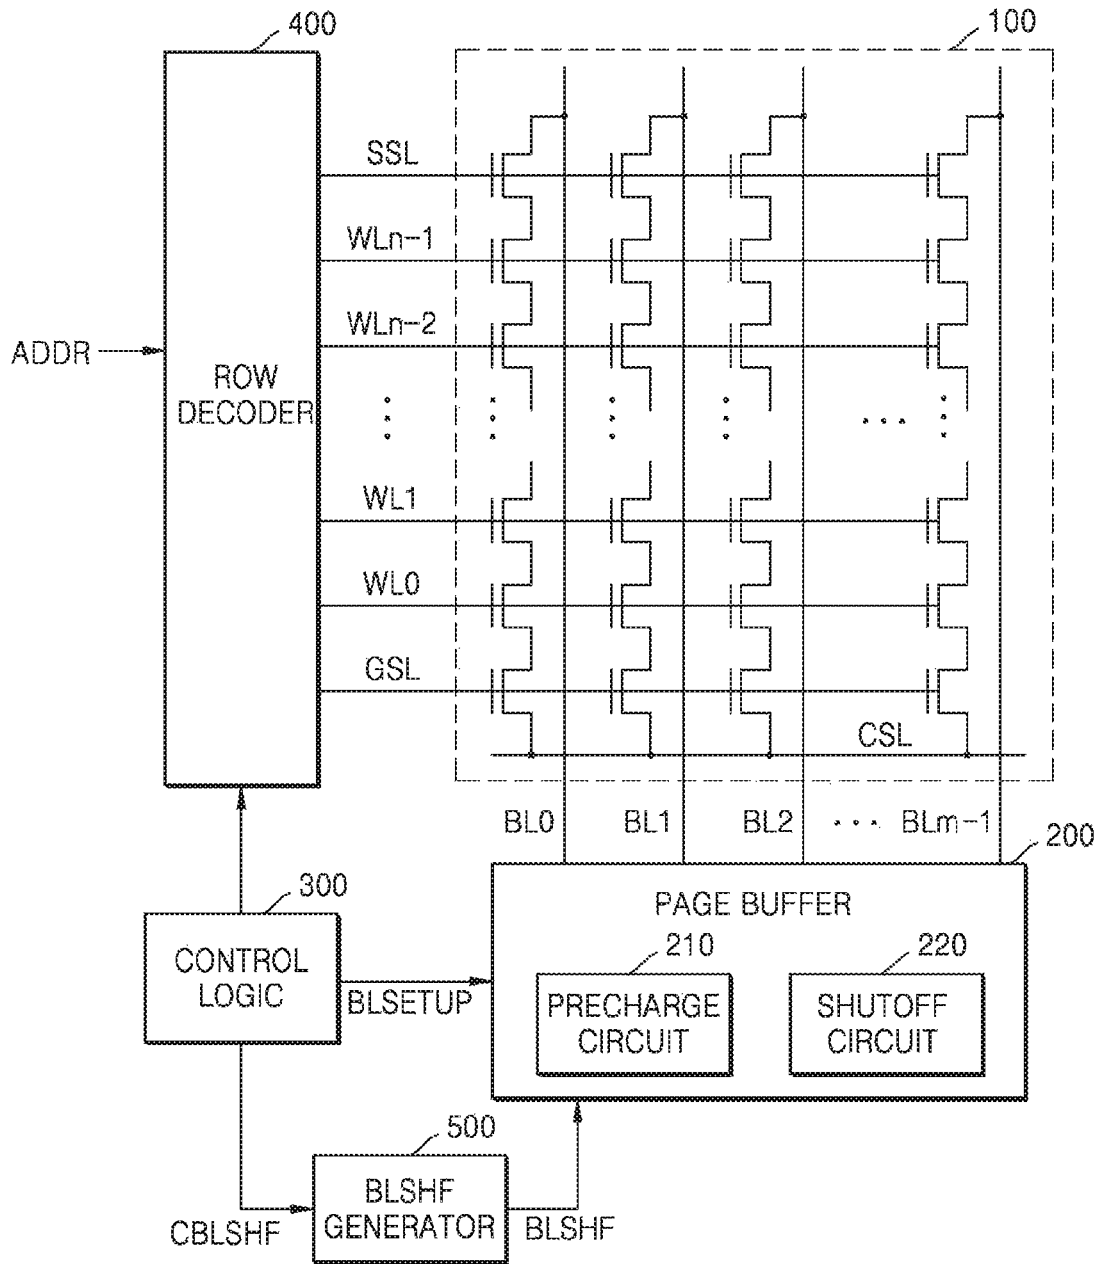 400
100
SSL
WLn-1
WLn-2
ADDR
ROW
DECODER
WL1
WL0
GSL
CSL
BL0
BL1
BL2
BLm-1
200
300
PAGE BUFFER
210
220
CONTROL
LOGIC
BLSETUP
PRECHARGE
CIRCUIT
SHUTOFF
CIRCUIT
500
BLSHF
GENERATOR
CBLSHF
BLSHF